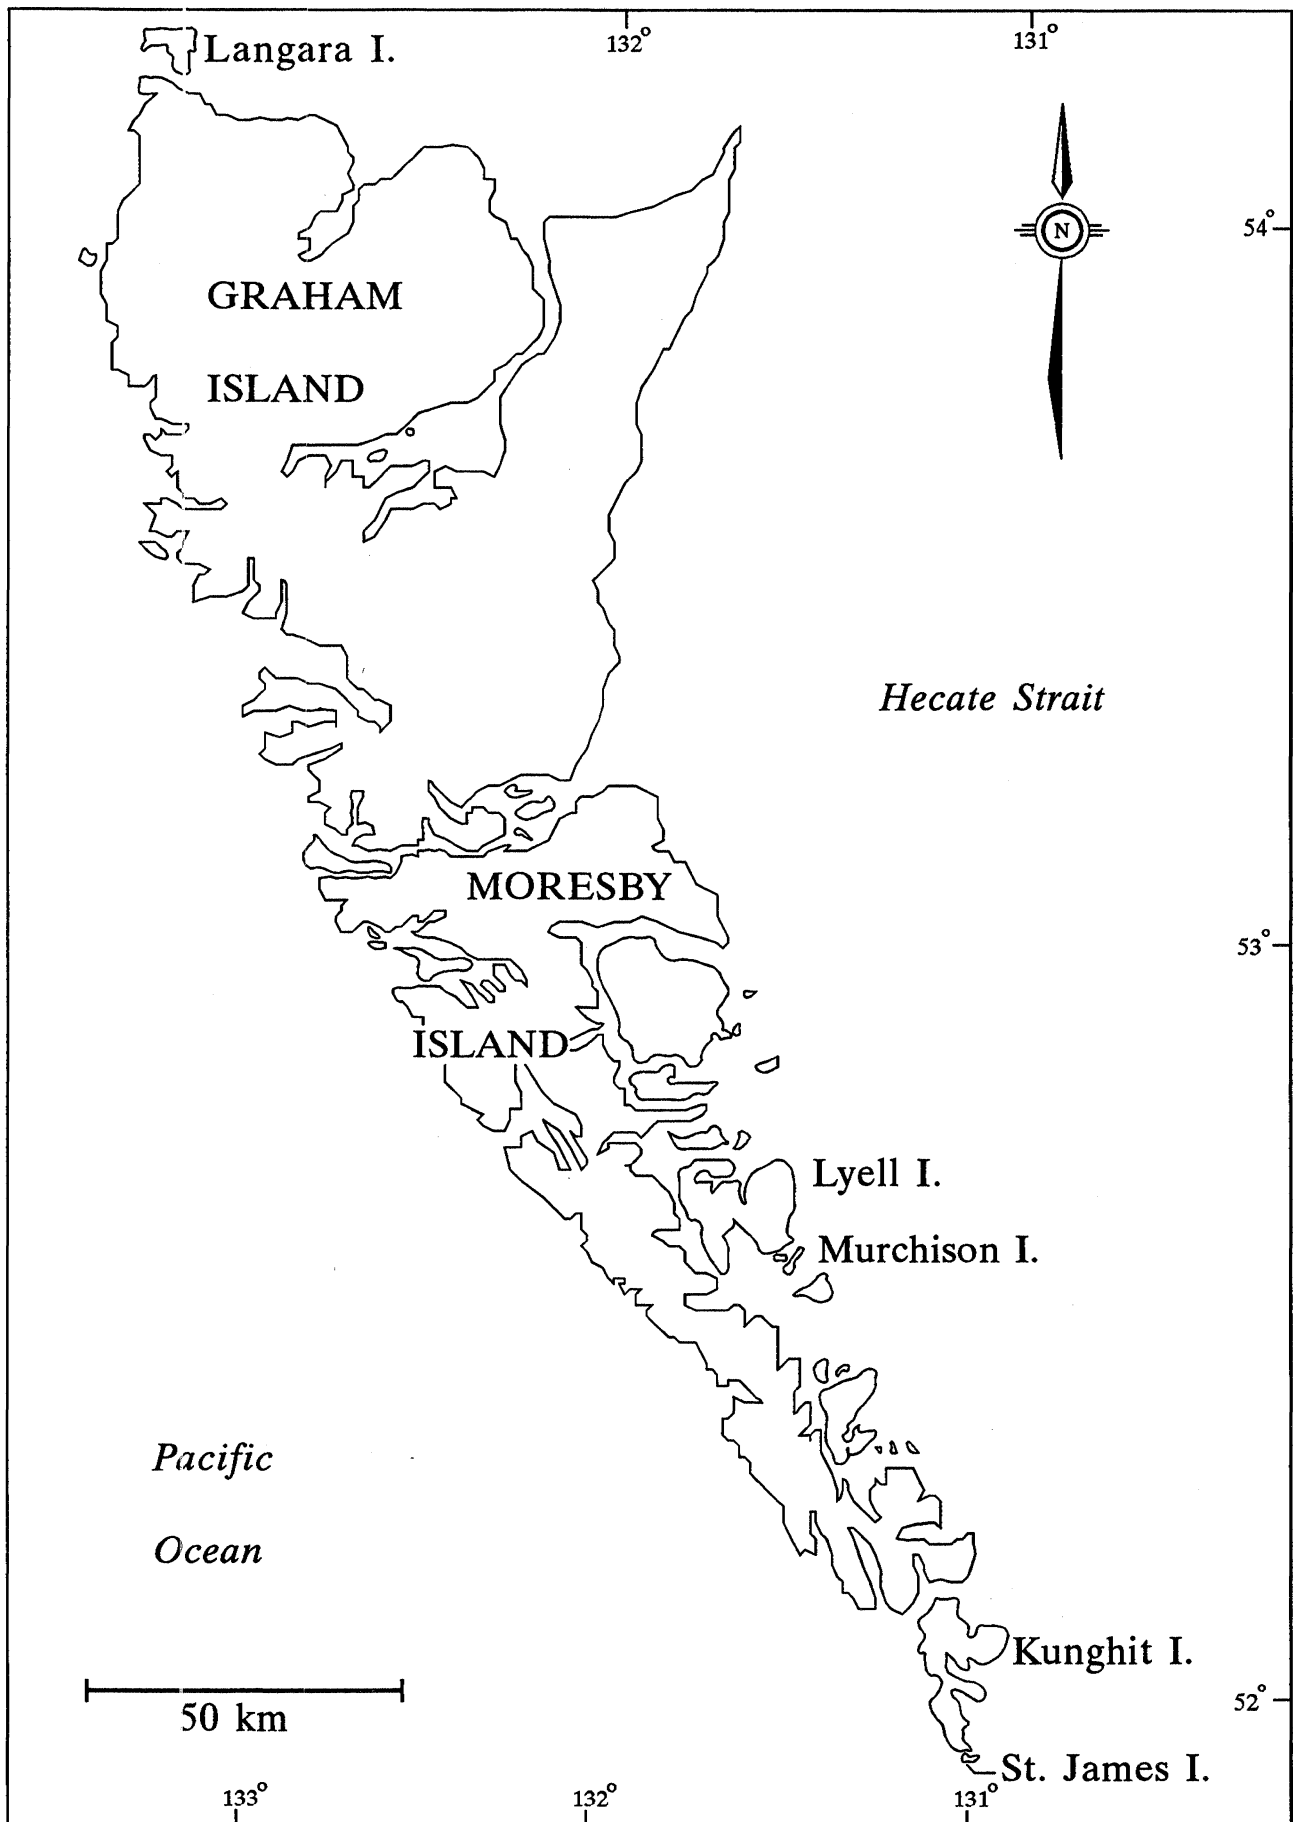 132°
131°
Langara I.
N
54°
GRAHAM
ISLAND
Hecate Strait
MORESBY
53°
ISLAND
Lyell I.
Murchison I.
Pacific
Ocean
Kunghit I.
50 km
52°
St. James I.
133°
132°
131°